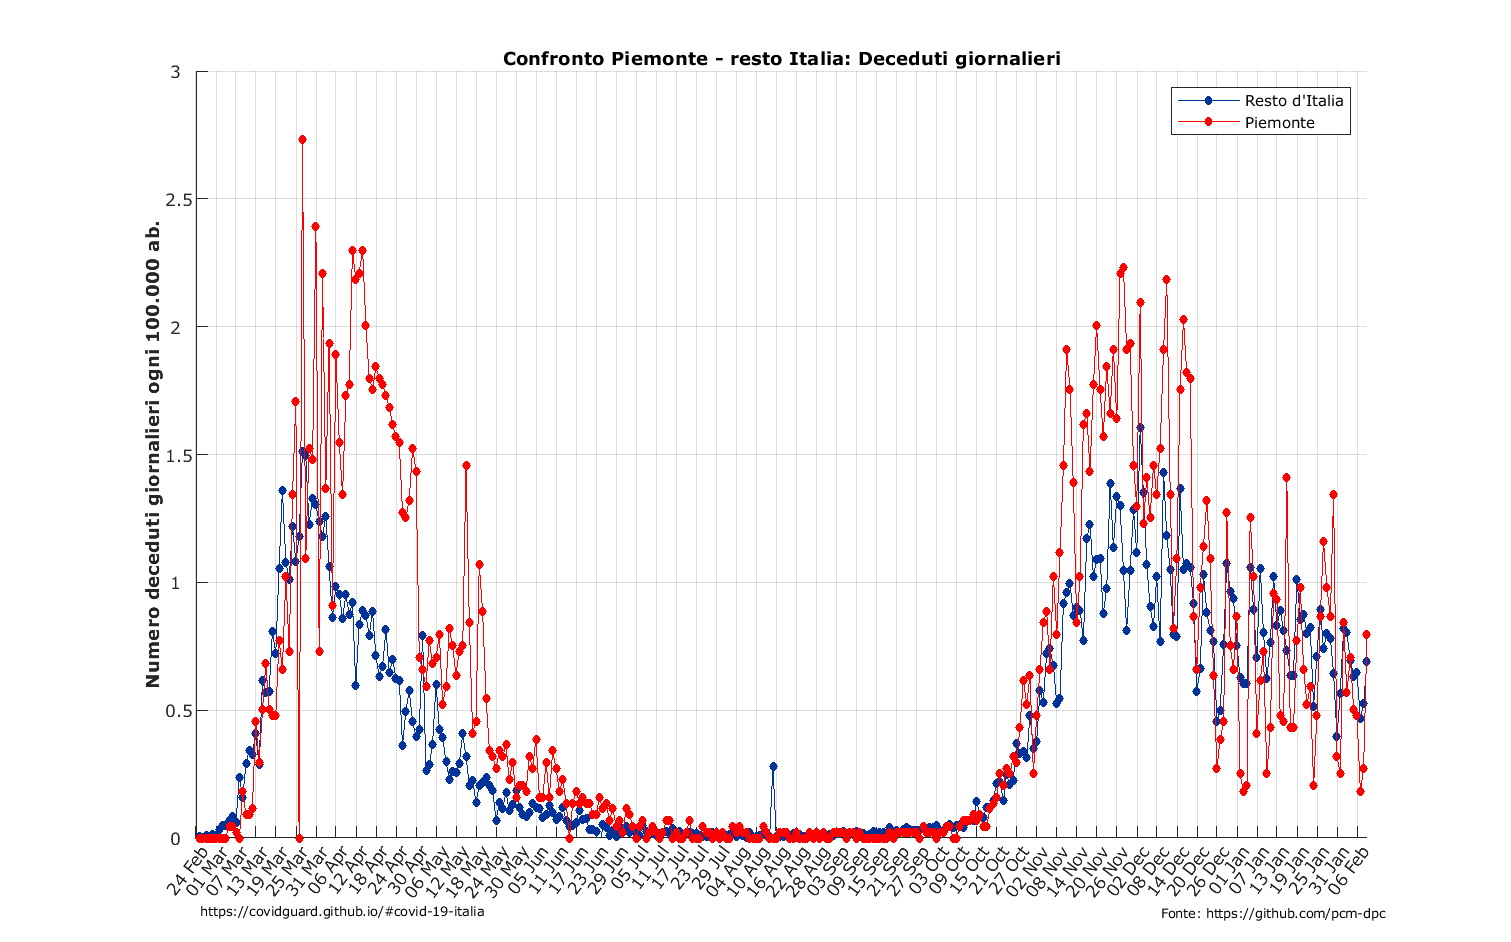 Confronto Piemonte - resto Italia: Deceduti giornalieri
Resto d'Italia
Piemonte
Numero deceduti giornalieri ogni 100.000 ab.
3
2.5
2
1.5
1
0.5
0
24 Feb
01 Mar
07 Mar
13 Mar
19 Mar
25 Mar
31 Mar
06 Apr
12 Apr
18 Apr
24 Apr
30 Apr
06 May
12 May
18 May
24 May
30 May
05 Jun
11 Jun
17 Jun
23 Jun
29 Jun
05 Jul
11 Jul
17 Jul
23 Jul
29 Jul
04 Aug
10 Aug
16 Aug
22 Aug
28 Aug
03 Sep
09 Sep
15 Sep
21 Sep
27 Sep
03 Oct
09 Oct
15 Oct
21 Oct
27 Oct
02 Nov
08 Nov
14 Nov
20 Nov
26 Nov
02 Dec
08 Dec
14 Dec
20 Dec
26 Dec
01 Jan
07 Jan
13 Jan
19 Jan
25 Jan
31 Jan
06 Feb
https://covidguard.github.io/#covid-19-italia
Fonte: https://github.com/pcm-dpc